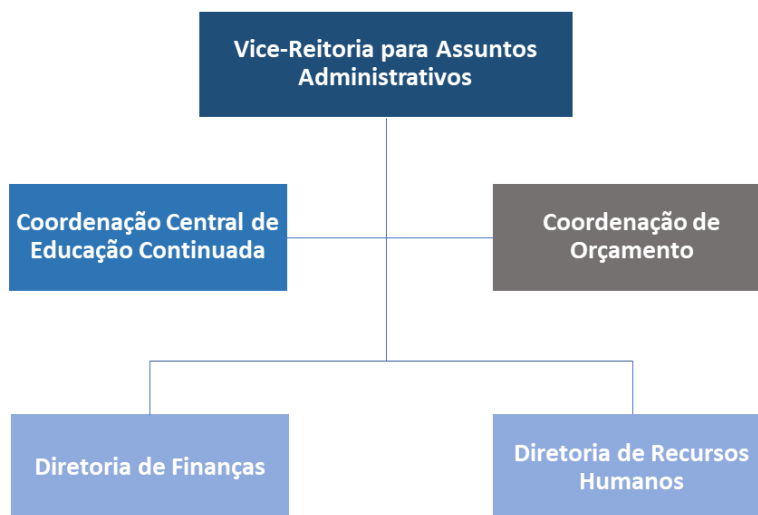 Vice-Reitoria para Assuntos
Administrativos
Coordenação Central de
Educação Continuada
Coordenação de
Orçamento
Diretoria de Finanças
Diretoria de Recursos
Humanos